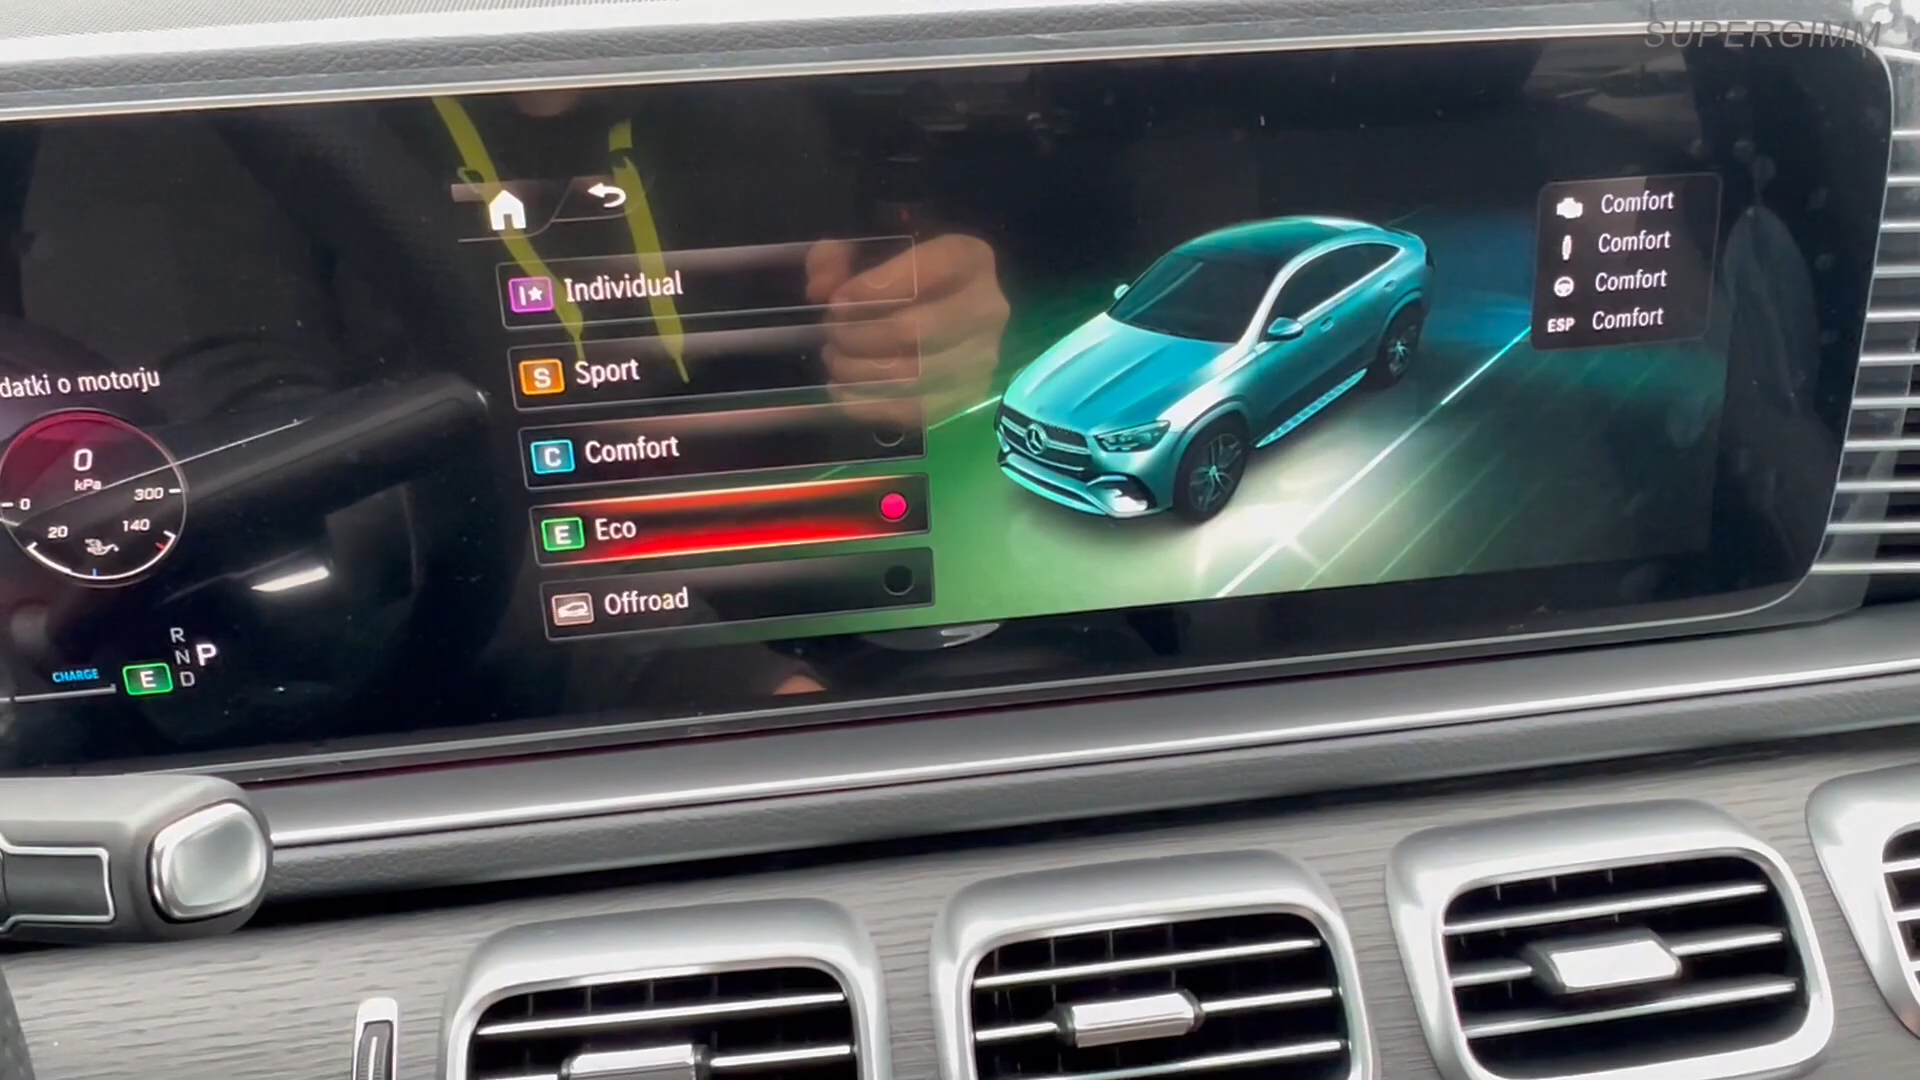 SUPERGIMM
Individual
S Sport
C Comfort
E Eco
Offroad
Comfort
Comfort
Comfort
ESP Comfort
datki o motorju
0
kPa
0 300
20 140
CHARGE
E
R
N P
D